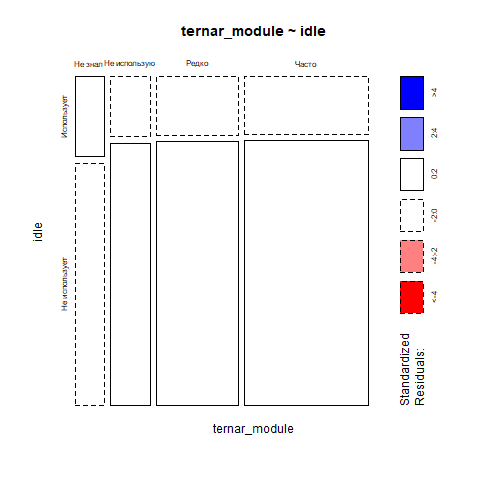 ternar_module ~ idle
Не знал Не использую Редко Часто
Использует
Не использует
idle
ternar_module
>4
2:4
0:2
-2:0
-4:-2
<-4
Standardized
Residuals: